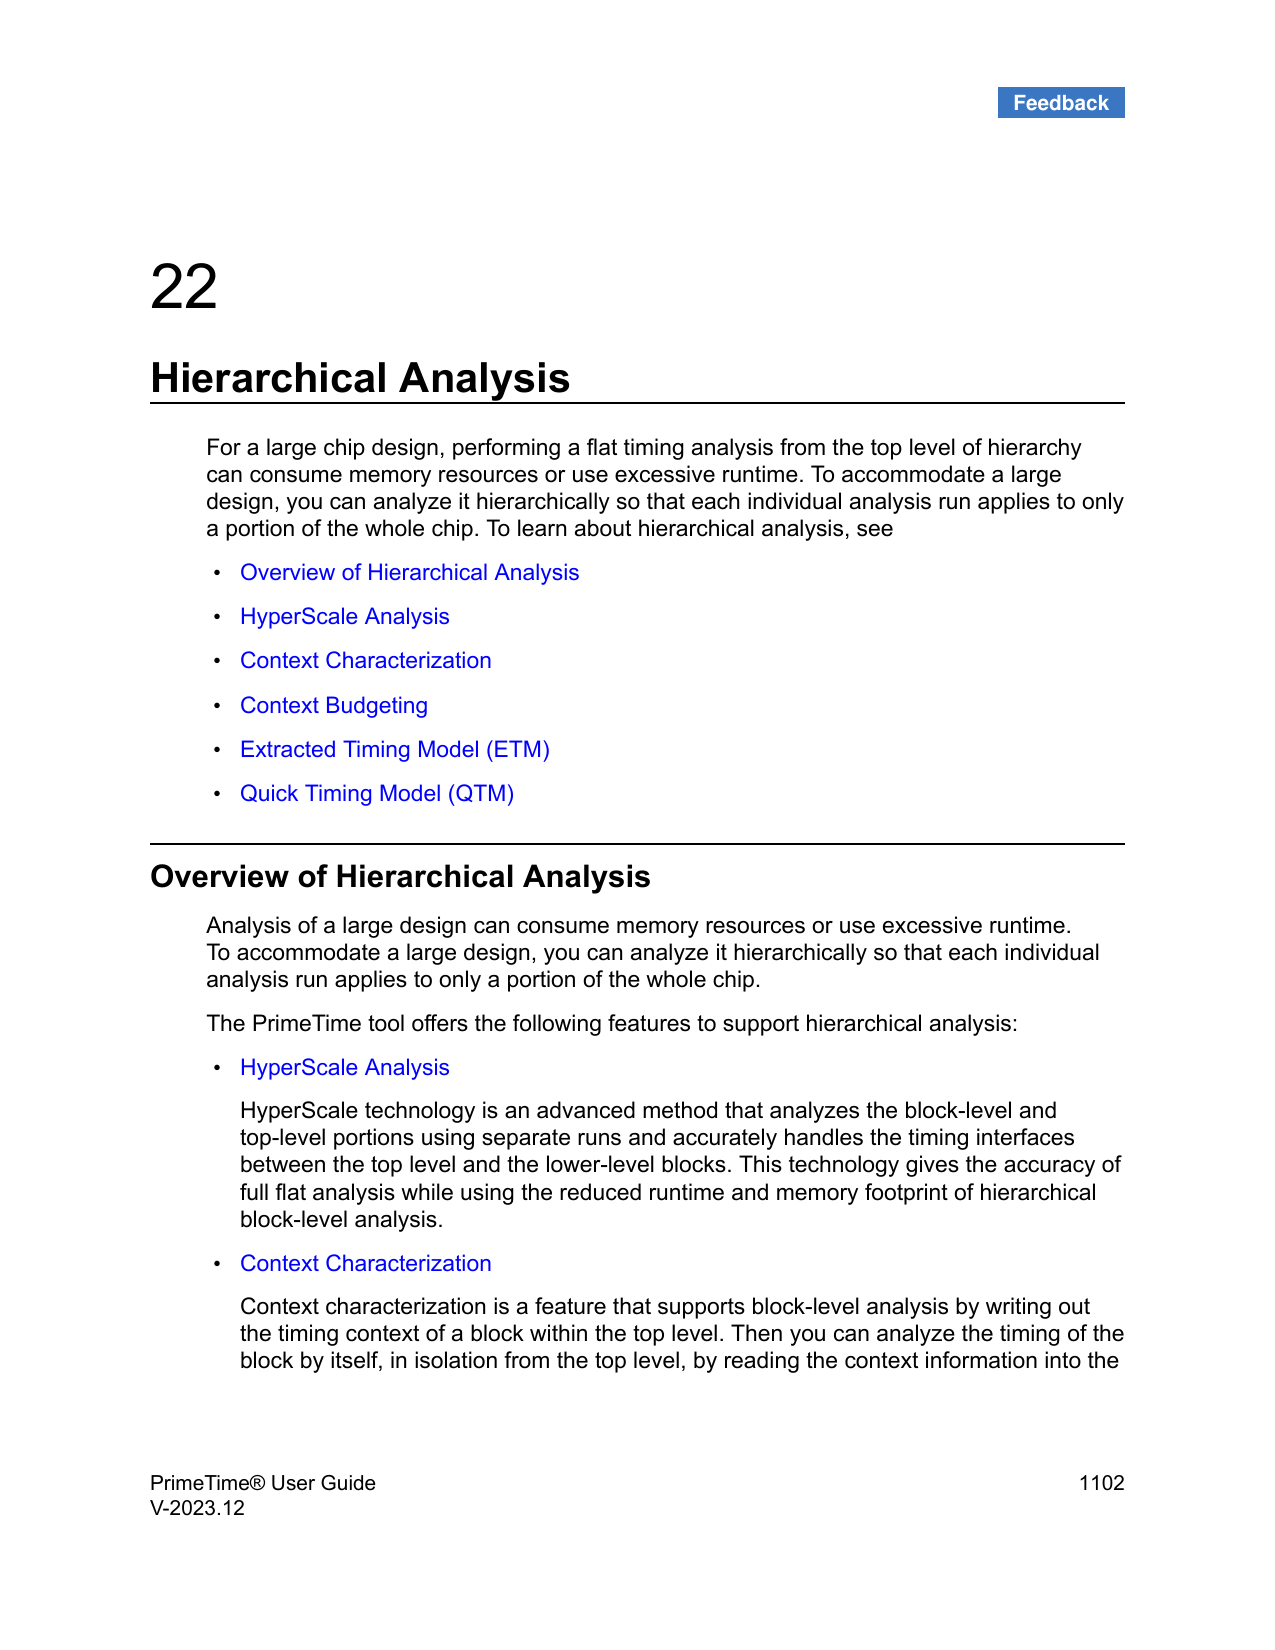 Feedback
22
Hierarchical Analysis
For a large chip design, performing a flat timing analysis from the top level of hierarchy
can consume memory resources or use excessive runtime. To accommodate a large
design, you can analyze it hierarchically so that each individual analysis run applies to only
a portion of the whole chip. To learn about hierarchical analysis, see
• Overview of Hierarchical Analysis
• HyperScale Analysis
• Context Characterization
• Context Budgeting
• Extracted Timing Model (ETM)
• Quick Timing Model (QTM)
Overview of Hierarchical Analysis
Analysis of a large design can consume memory resources or use excessive runtime.
To accommodate a large design, you can analyze it hierarchically so that each individual
analysis run applies to only a portion of the whole chip.
The PrimeTime tool offers the following features to support hierarchical analysis:
• HyperScale Analysis
HyperScale technology is an advanced method that analyzes the block-level and
top-level portions using separate runs and accurately handles the timing interfaces
between the top level and the lower-level blocks. This technology gives the accuracy of
full flat analysis while using the reduced runtime and memory footprint of hierarchical
block-level analysis.
• Context Characterization
Context characterization is a feature that supports block-level analysis by writing out
the timing context of a block within the top level. Then you can analyze the timing of the
block by itself, in isolation from the top level, by reading the context information into the
PrimeTime® User Guide 1102
V-2023.12